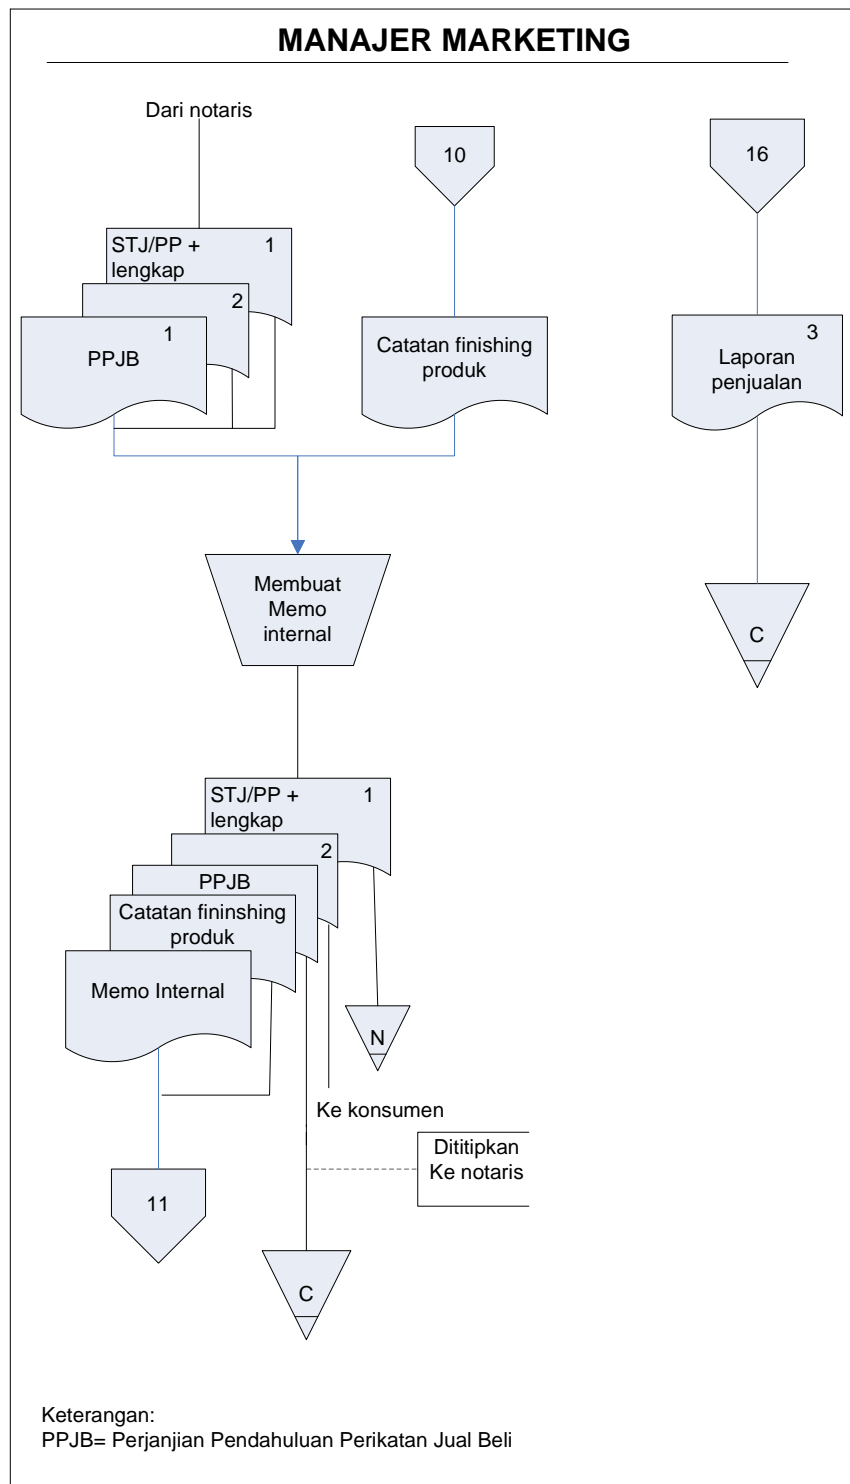 MANAJER MARKETING
Dari notaris
10
16
STJ/PP + 1
lengkap
2
1
PPJB
Catatan finishing
produk
3
Laporan
penjualan
Membuat
Memo
internal
C
STJ/PP + 1
lengkap
2
PPJB
Catatan fininshing
produk
Memo Internal
N
Ke konsumen
Dititipkan
Ke notaris
11
C
Keterangan:
PPJB= Perjanjian Pendahuluan Perikatan Jual Beli